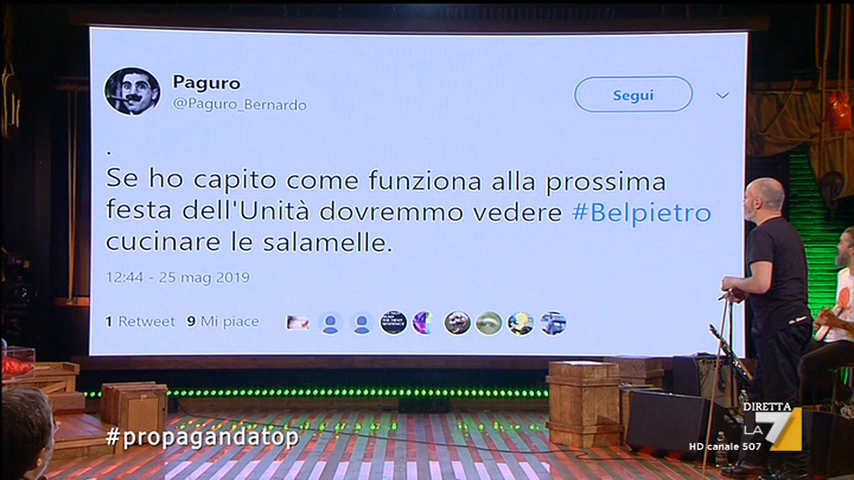 Paguro
@Paguro_Bernardo
Segui
.
Se ho capito come funziona alla prossima
festa dell'Unità dovremmo vedere #Belpietro
cucinare le salamelle.
12:44 - 25 mag 2019
1 Retweet 9 Mi piace
#propagandatop
DIRETTA
LA7
HD canale 507